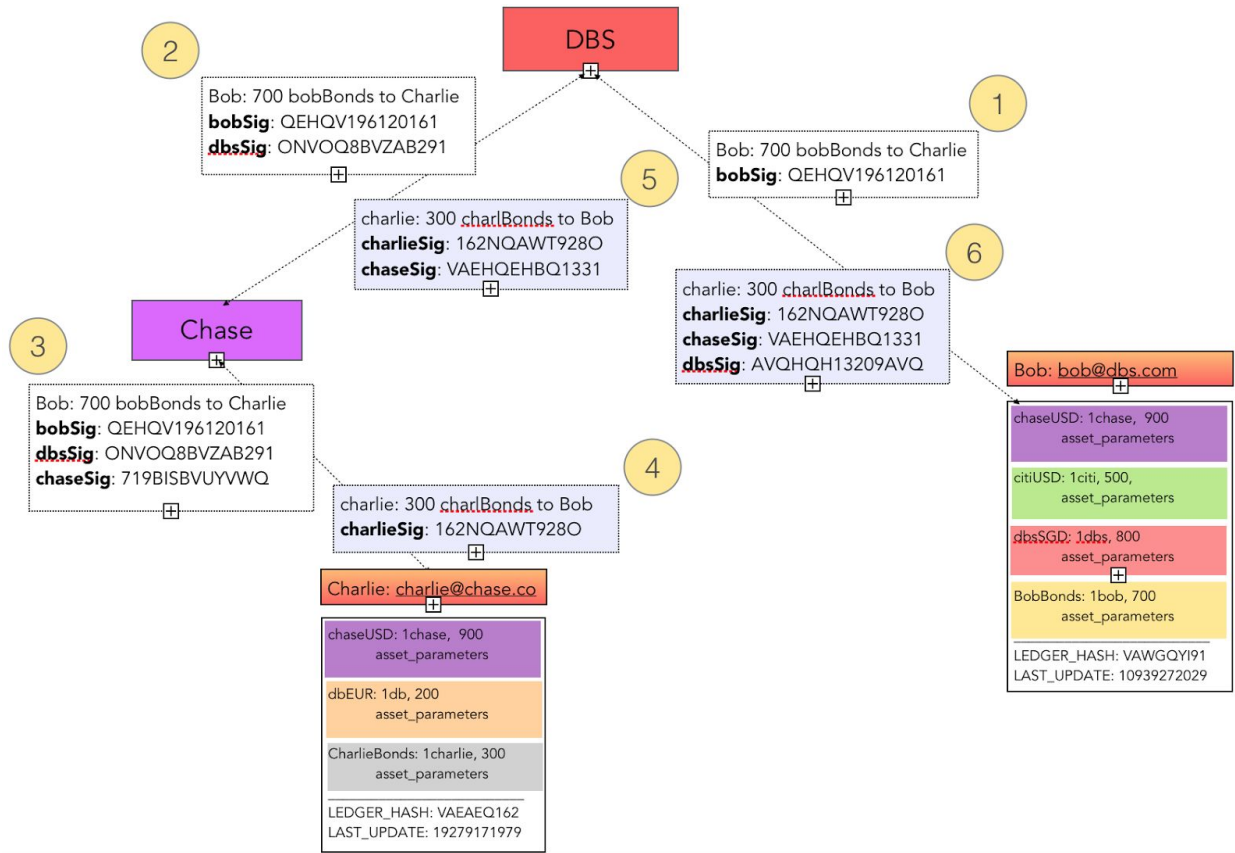 DBS
2
Bob: 700 bobBonds to Charlie
bobSig: QEHQV196120161
dbsSig: ONVOQ8BVZAB291
1
Bob: 700 bobBonds to Charlie
bobSig: QEHQV196120161
5
charlie: 300 charlBonds to Bob
charlieSig: 162NQAWT928O
chaseSig: VAEHQEHBQ1331
6
charlie: 300 charlBonds to Bob
charlieSig: 162NQAWT928O
chaseSig: VAEHQEHBQ1331
dbsSig: AVQHQH13209AVQ
Chase
3
Bob: 700 bobBonds to Charlie
bobSig: QEHQV196120161
dbsSig: ONVOQ8BVZAB291
chaseSig: 719BISBVUYVWQ
4
charlie: 300 charlBonds to Bob
charlieSig: 162NQAWT928O
Bob: bob@dbs.com
chaseUSD: 1chase, 900
asset_parameters
citiUSD: 1citi, 500,
asset_parameters
dbsSGD: 1dbs, 800
asset_parameters
BobBonds: 1bob, 700
asset_parameters
LEDGER_HASH: VAWGQYI91
LAST_UPDATE: 10939272029
Charlie: charlie@chase.co
chaseUSD: 1chase, 900
asset_parameters
dbEUR: 1db, 200
asset_parameters
CharlieBonds: 1charlie, 300
asset_parameters
LEDGER_HASH: VAEAEQ162
LAST_UPDATE: 19279171979